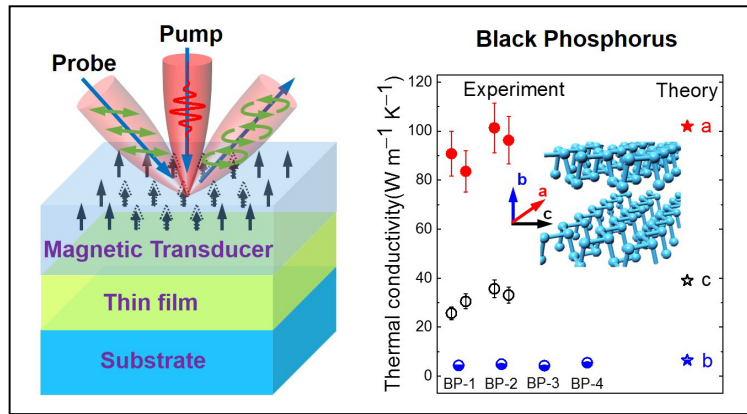 Pump
Probe
Magnetic Transducer
Thin film
Substrate
Black Phosphorus
Thermal conductivity(W m⁻¹ K⁻¹)
120
100
80
60
40
20
0
Experiment
Theory
a
b
a
c
c
b
BP-1
BP-2
BP-3
BP-4